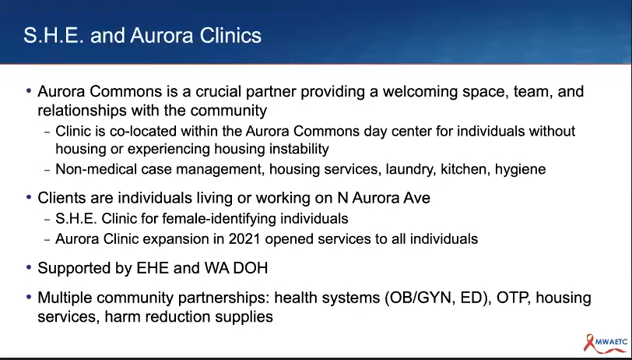 S.H.E. and Aurora Clinics
• Aurora Commons is a crucial partner providing a welcoming space, team, and
relationships with the community
– Clinic is co-located within the Aurora Commons day center for individuals without
housing or experiencing housing instability
– Non-medical case management, housing services, laundry, kitchen, hygiene
• Clients are individuals living or working on N Aurora Ave
– S.H.E. Clinic for female-identifying individuals
– Aurora Clinic expansion in 2021 opened services to all individuals
• Supported by EHE and WA DOH
• Multiple community partnerships: health systems (OB/GYN, ED), OTP, housing
services, harm reduction supplies
MWAETC